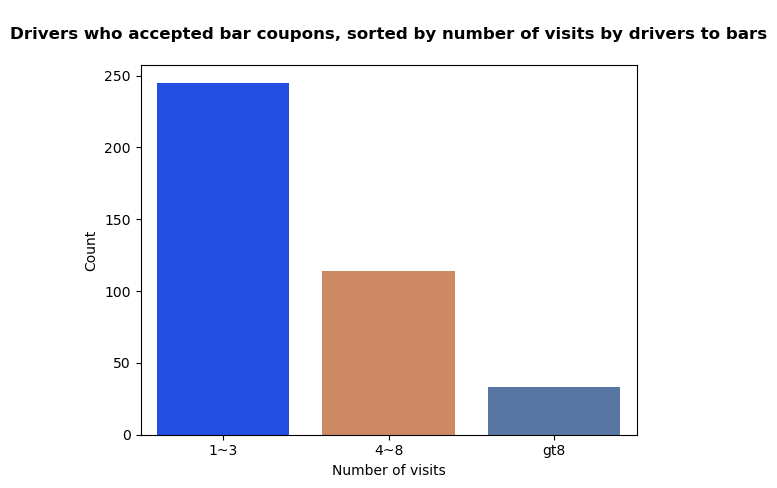 Drivers who accepted bar coupons, sorted by number of visits by drivers to bars
250
200
150
100
50
0
Count
1~3
4~8
gt8
Number of visits